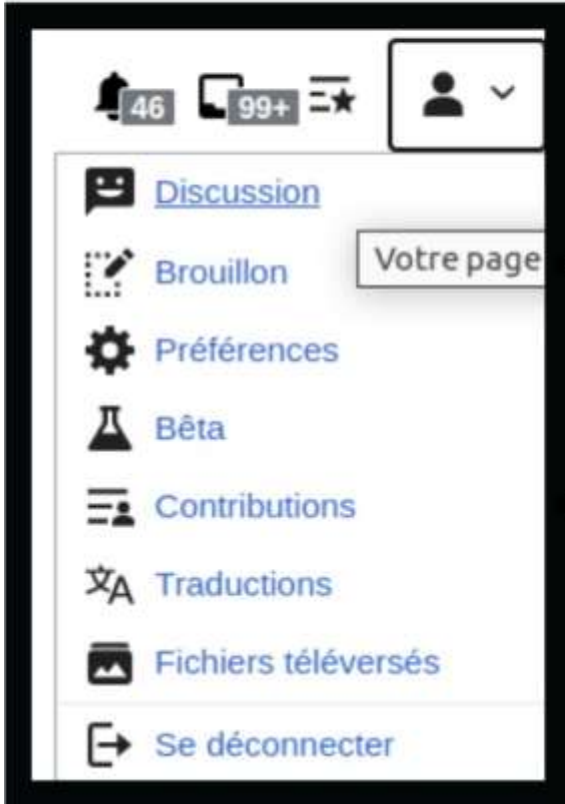 46 99+
Discussion
Votre page
Brouillon
Préférences
Bêta
Contributions
Traductions
Fichiers téléversés
Se déconnecter